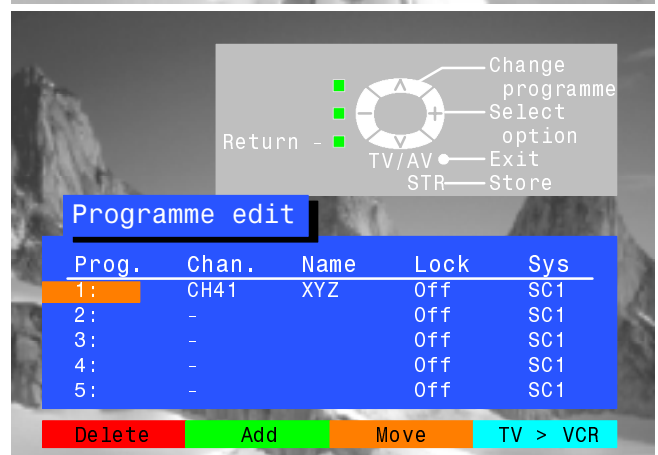 Change
programme
Select
option
Return -
TV/AV
Exit
STR
Store
Programme edit
Prog. Chan. Name Lock Sys
1: CH41 XYZ Off SC1
2: - Off SC1
3: - Off SC1
4: - Off SC1
5: - Off SC1
Delete Add Move TV > VCR